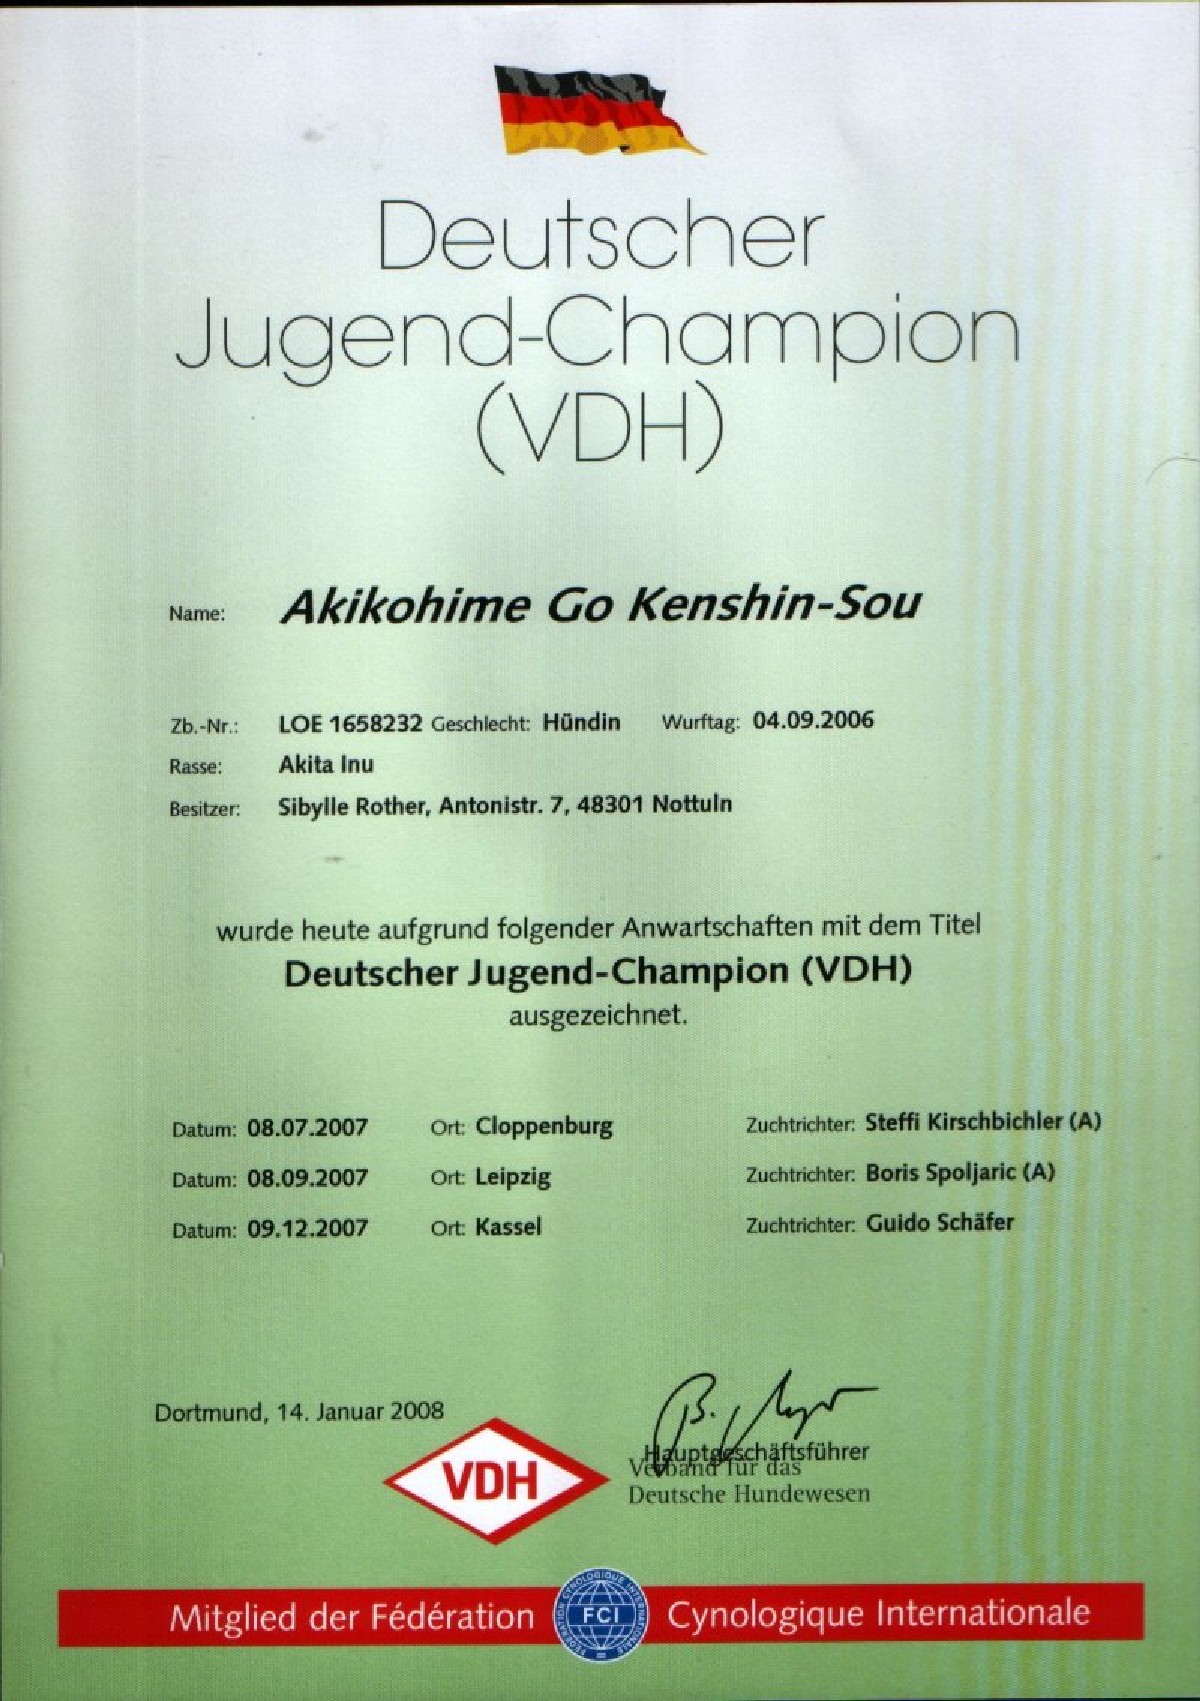 Deutscher
Jugend-Champion
(VDH)
Name: Akikohime Go Kenshin-Sou
Zb.-Nr.: LOE 1658232 Geschlecht: Hündin Wurftag: 04.09.2006
Rasse: Akita Inu
Besitzer: Sibylle Rother, Antonistr. 7, 48301 Nottuln
wurde heute aufgrund folgender Anwartschaften mit dem Titel
Deutscher Jugend-Champion (VDH)
ausgezeichnet.
Datum: 08.07.2007 Ort: Cloppenburg Zuchtrichter: Steffi Kirschbichler (A)
Datum: 08.09.2007 Ort: Leipzig Zuchtrichter: Boris Spoljaric (A)
Datum: 09.12.2007 Ort: Kassel Zuchtrichter: Guido Schäfer
Dortmund, 14. Januar 2008
Hauptgeschäftsführer
VDH
Verband für das
Deutsche Hundewesen
Mitglied der Fédération FCI Cynologique Internationale
FEDERATION CYNOLOGIQUE INTERNATIONALE